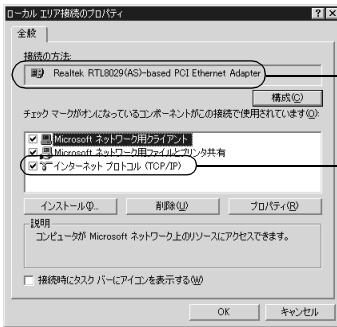 ローカル エリア接続のプロパティ
全般
接続の方法:
Realtek RTL8029(AS)-based PCI Ethernet Adapter
構成(C)
チェック マークがオンになっているコンポーネントがこの接続で使用されています(O):
Microsoft ネットワーク用クライアント
Microsoft ネットワーク用ファイルとプリンタ共有
インターネット プロトコル (TCP/IP)
インストール(I)... 削除(U) プロパティ(R)
説明
コンピュータが Microsoft ネットワーク上のリソースにアクセスできます。
接続時にタスク バーにアイコンを表示する(W)
OK キャンセル